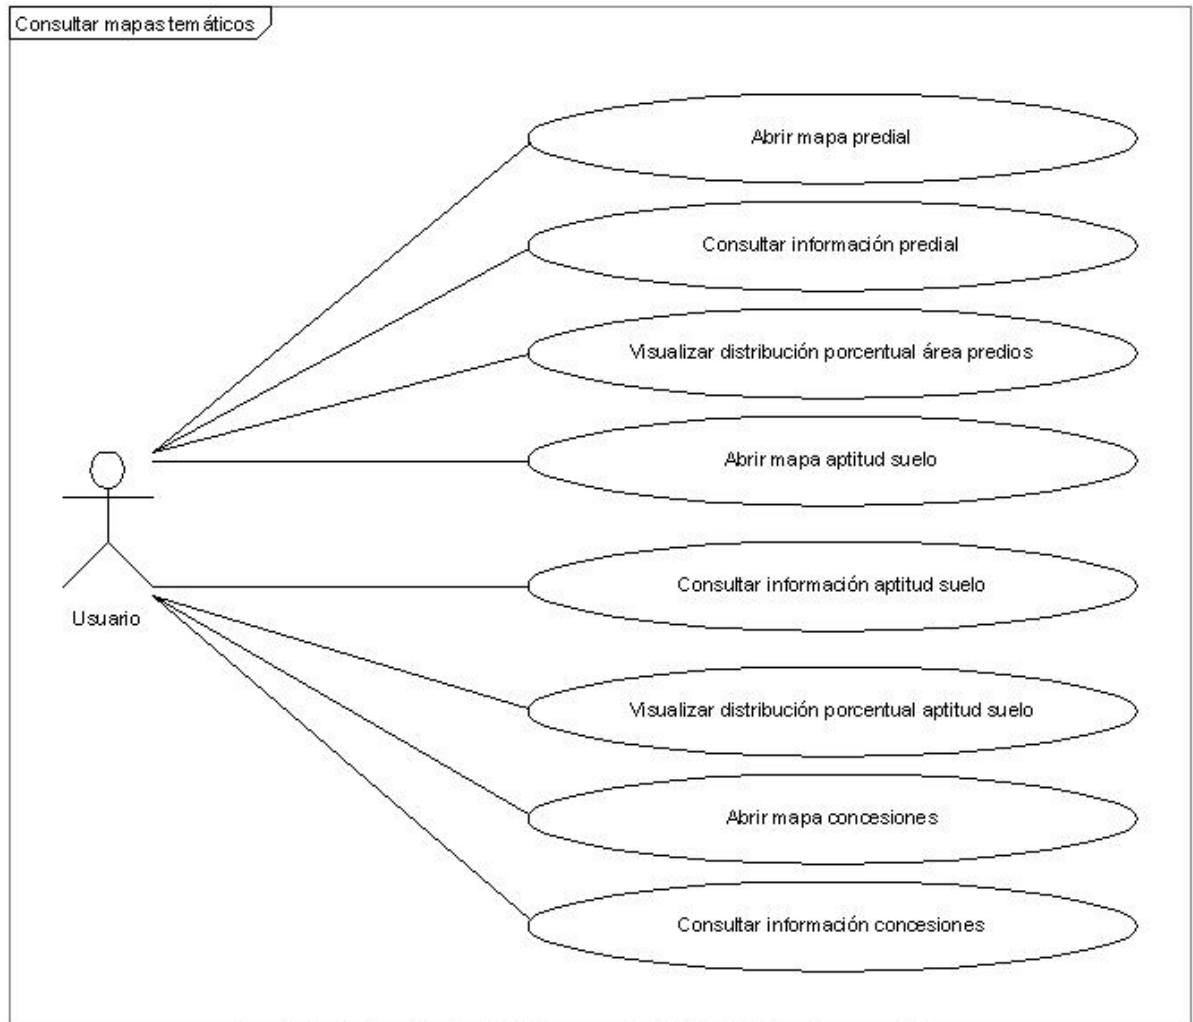 Consultar mapas temáticos
Abrir mapa predial
Consultar información predial
Visualizar distribución porcentual área predios
Abrir mapa aptitud suelo
Consultar información aptitud suelo
Usuario
Visualizar distribución porcentual aptitud suelo
Abrir mapa concesiones
Consultar información concesiones